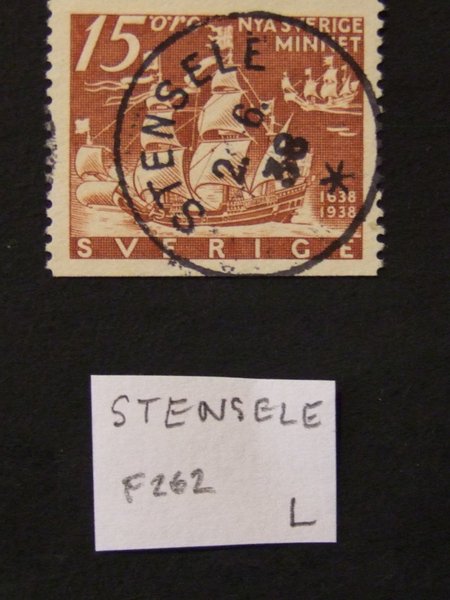 15 öre NYA SVERIGE
MINNET
STENSELE
2. 6.
38
1638
1938
SVERIGE
STENSELE
F262
L